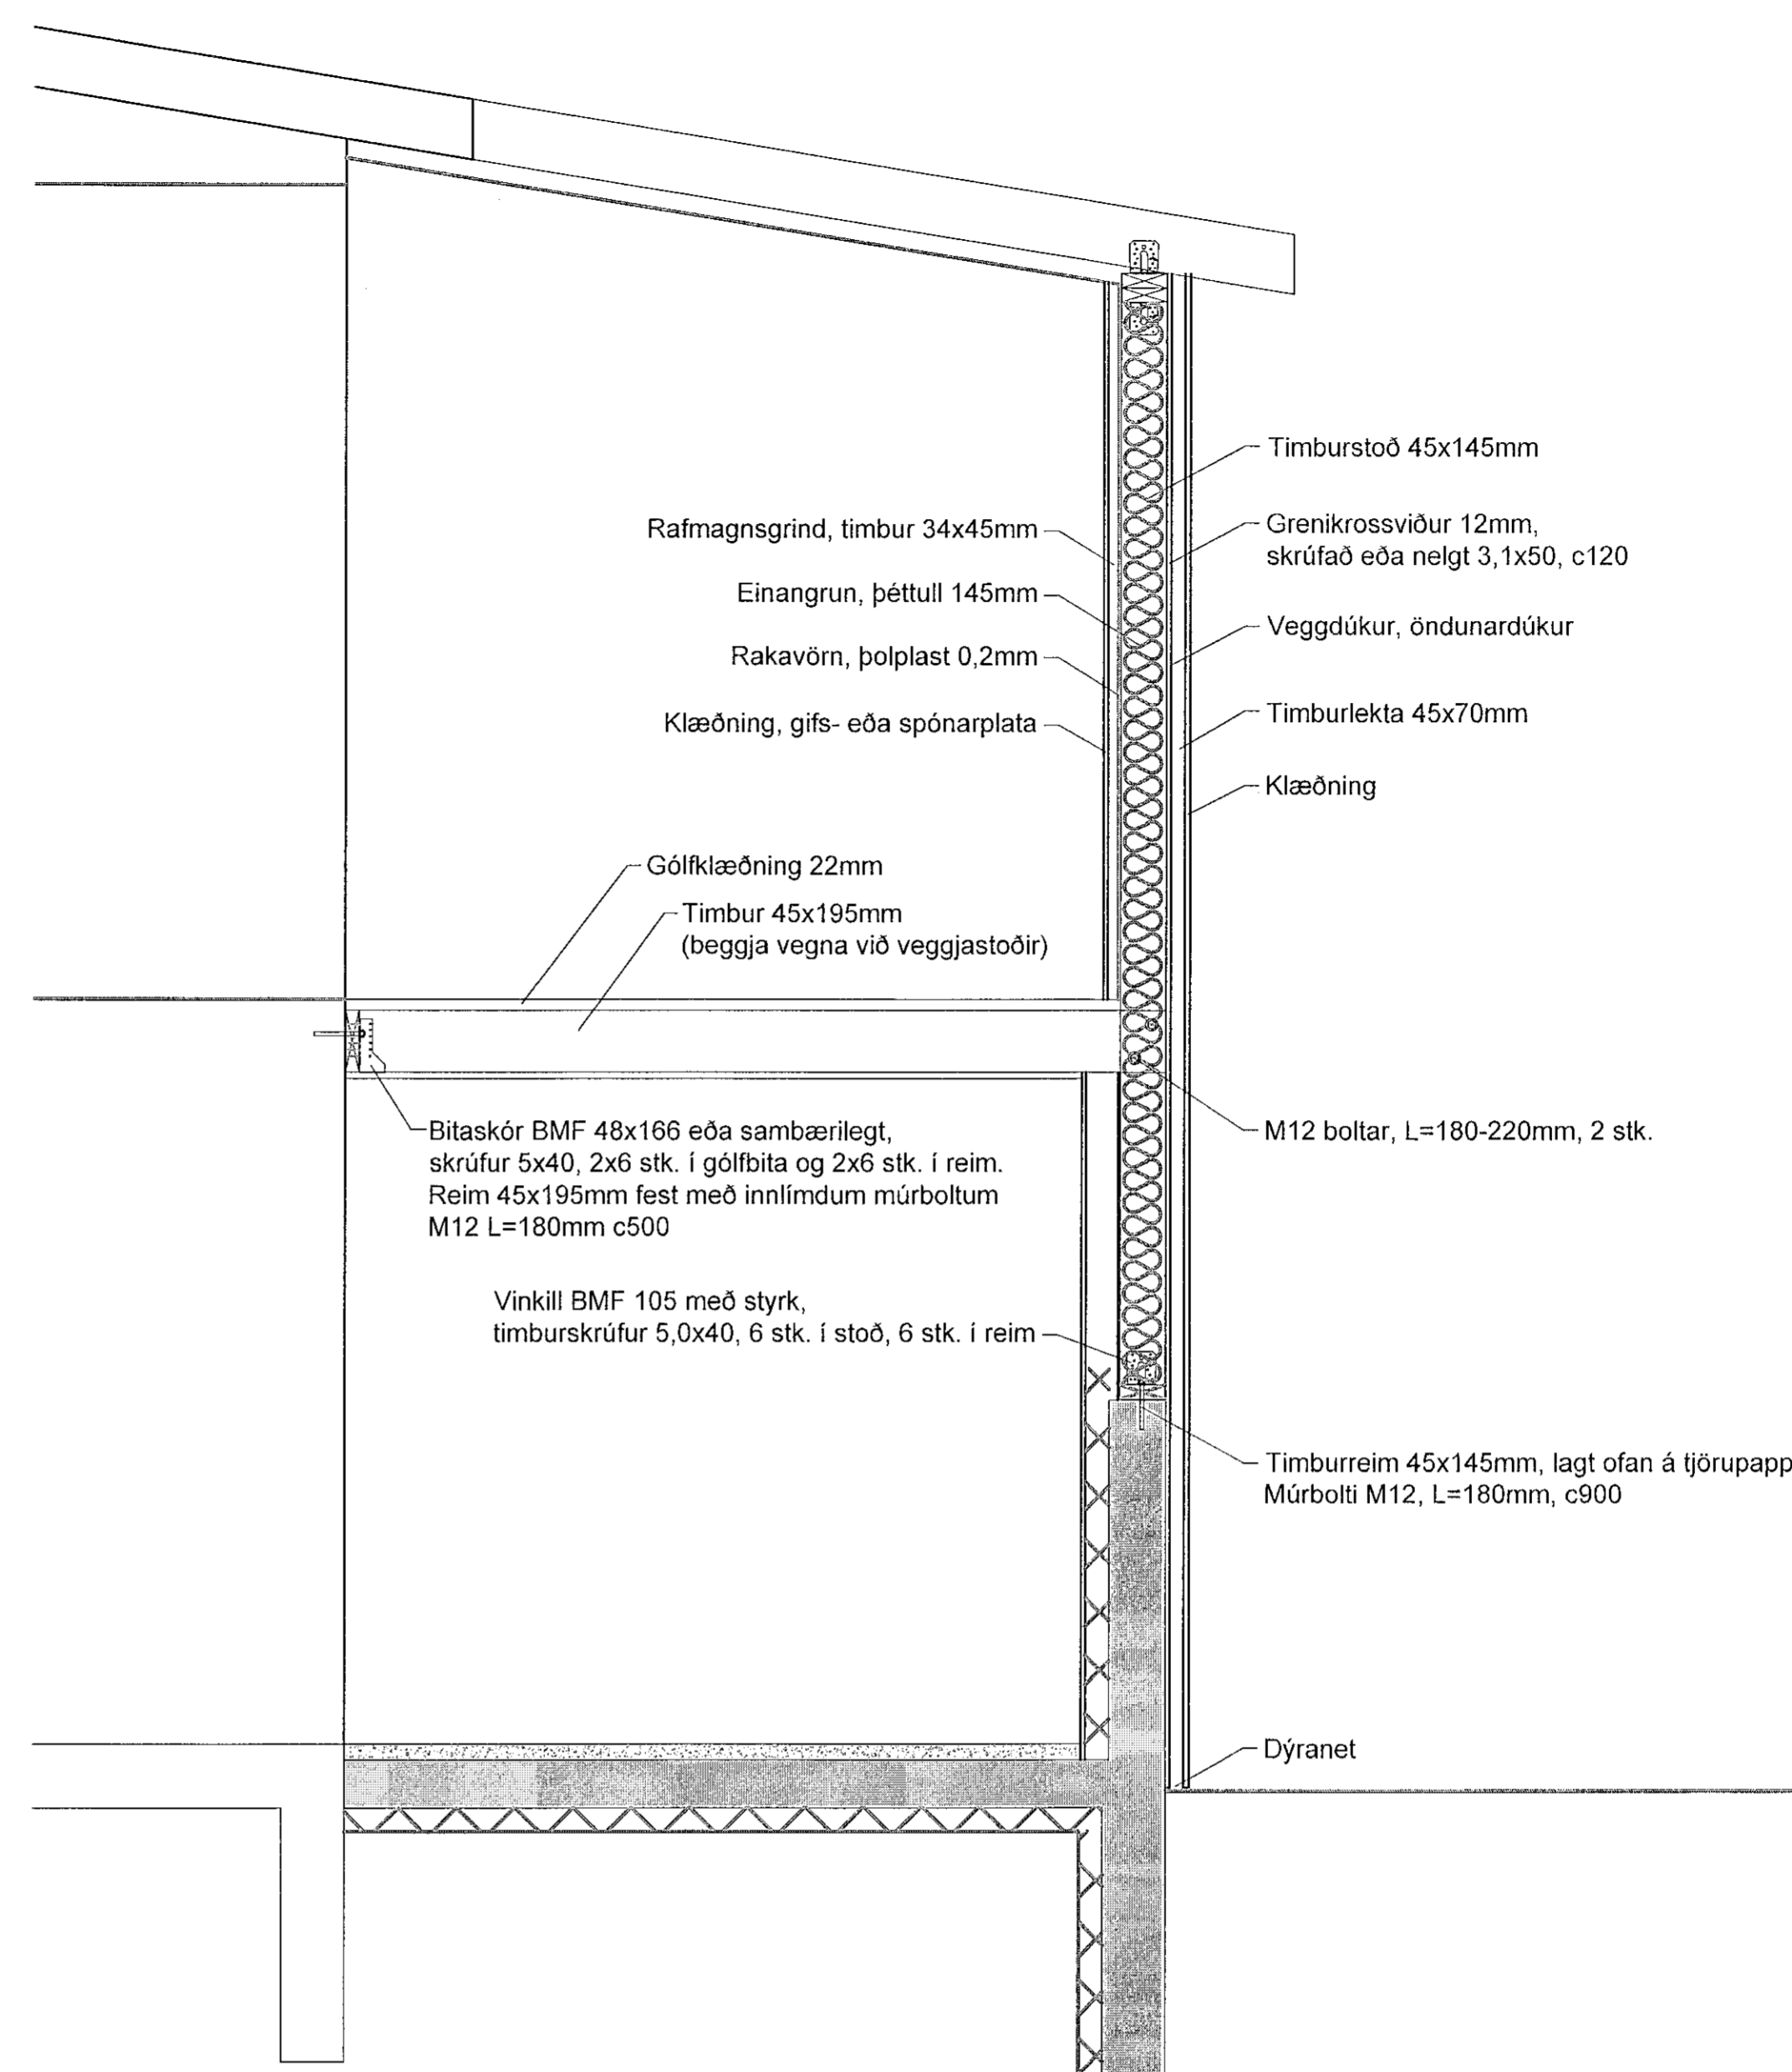 Timburstoð 45x145mm
Grenikrossviður 12mm,
skrúfað eða nelgt 3,1x50, c120
Veggdúkur, öndunardúkur
Timburlekta 45x70mm
Klæðning
Rafmagnsgrind, timbur 34x45mm
Einangrun, þéttull 145mm
Rakavörn, þolplast 0,2mm
Klæðning, gifs- eða spónarplata
Gólfklæðning 22mm
Timbur 45x195mm
(beggja vegna við veggjastoðir)
Bitaskór BMF 48x166 eða sambærilegt,
skrúfur 5x40, 2x6 stk. í gólfbita og 2x6 stk. í reim.
Reim 45x195mm fest með innlímdum múrboltum
M12 L=180mm c500
M12 boltar, L=180-220mm, 2 stk.
Vinkill BMF 105 með styrk,
timburskrúfur 5,0x40, 6 stk. í stoð, 6 stk. í reim
Timburreim 45x145mm, lagt ofan á tjörupapp
Múrbolti M12, L=180mm, c900
Dýranet